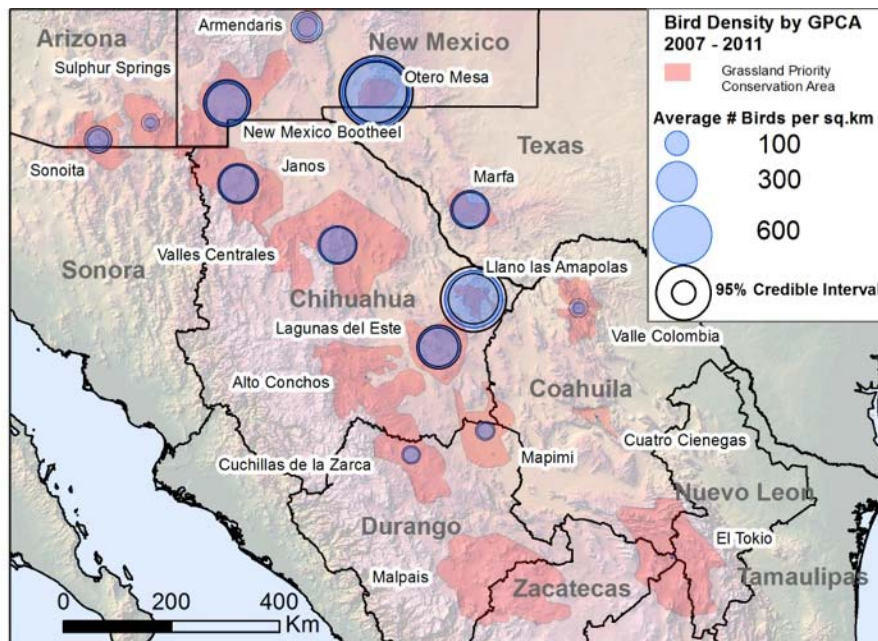 Armendaris
Arizona
New Mexico
Sulphur Springs
Otero Mesa
New Mexico Bootheel
Texas
Sonoita
Janos
Marfa
Valles Centrales
Sonora
Llano las Amapolas
Chihuahua
Lagunas del Este
Valle Colombia
Alto Conchos
Coahuila
Cuatro Cienegas
Cuchillas de la Zarca
Mapimi
Nuevo Leon
Durango
El Tokio
Malpais
Zacatecas
Tamaulipas
0 200 400
Km
Bird Density by GPCA
2007 - 2011
Grassland Priority
Conservation Area
Average # Birds per sq.km
100
300
600
95% Credible Interval